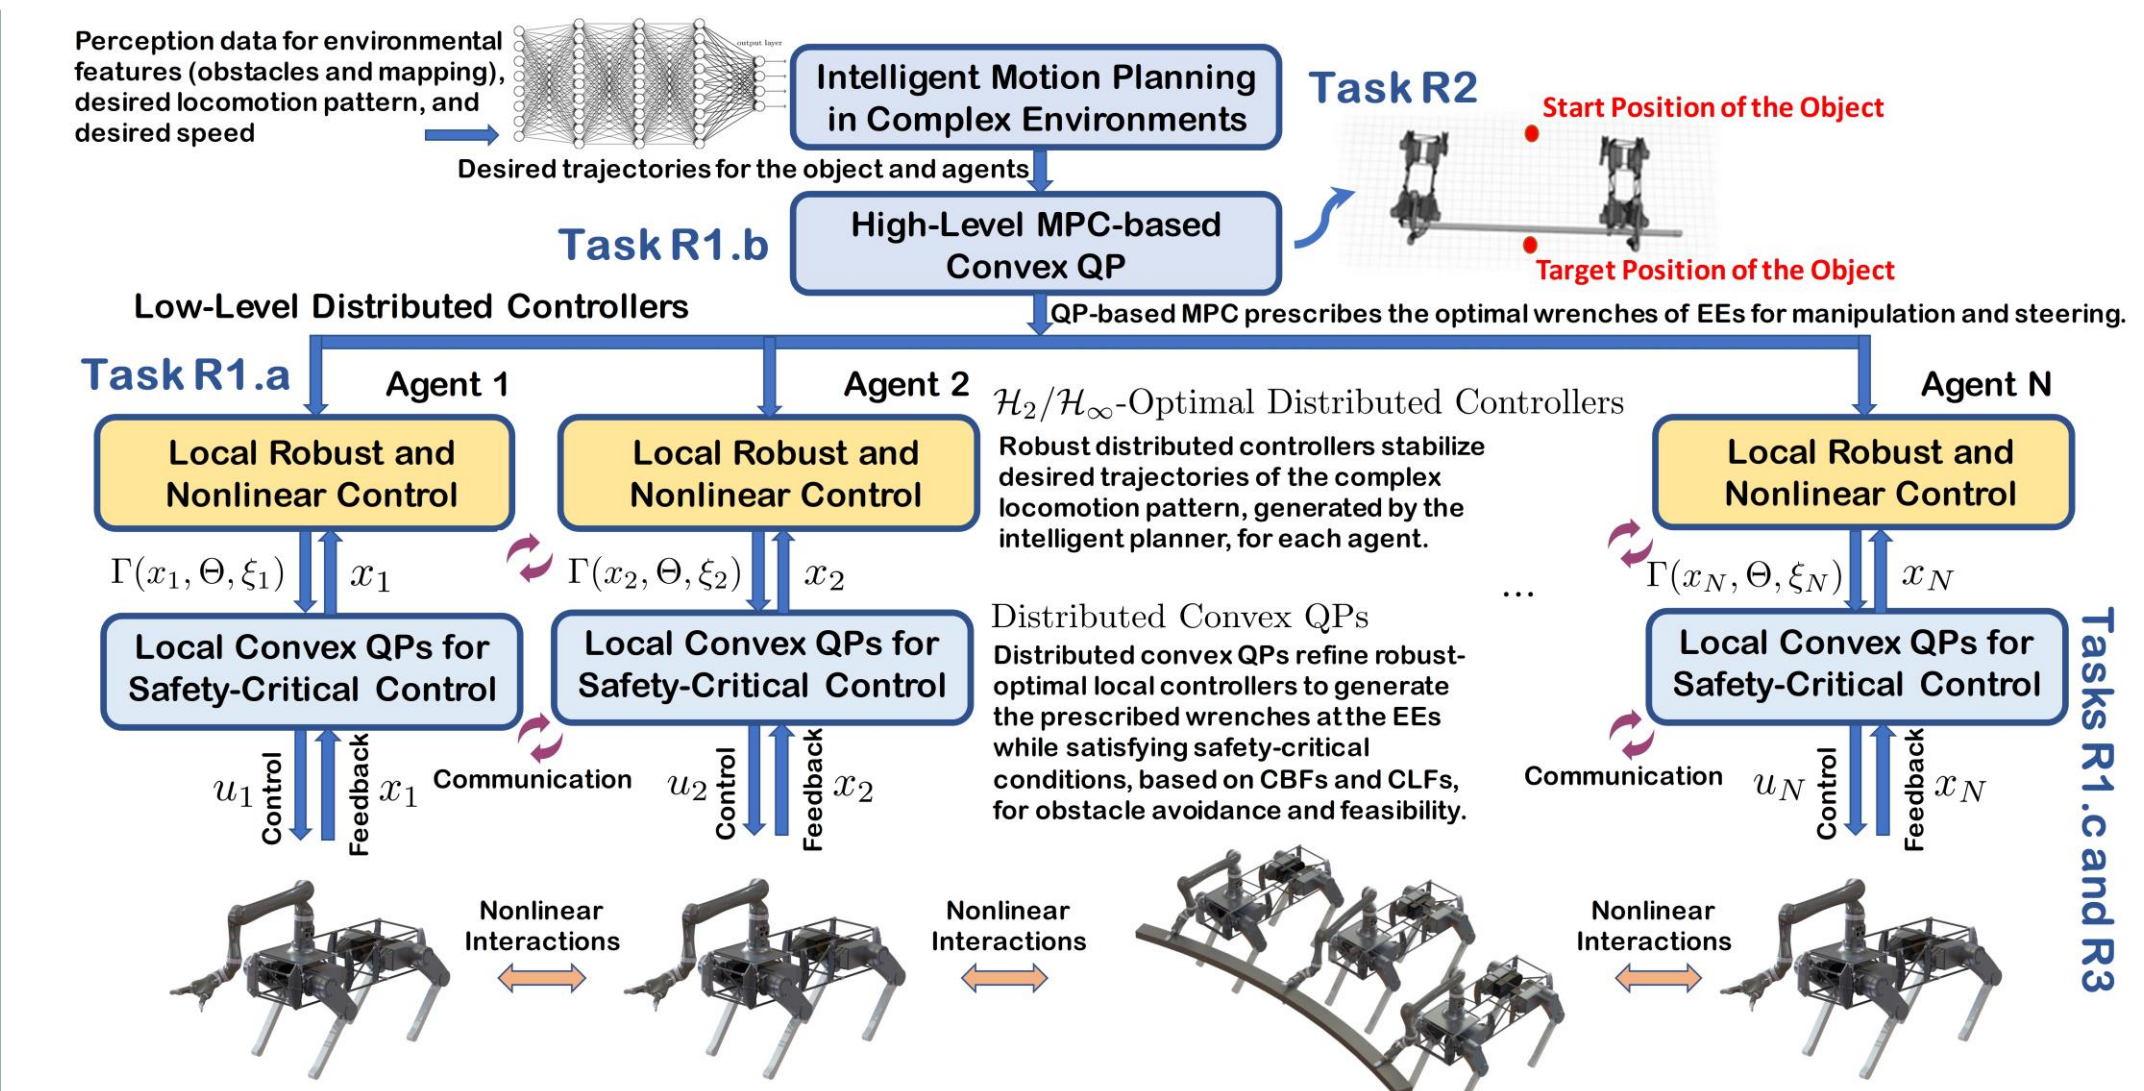 Perception data for environmental
features (obstacles and mapping),
desired locomotion pattern, and
desired speed
output layer
Intelligent Motion Planning
in Complex Environments
Task R2
Start Position of the Object
Desired trajectories for the object and agents
Task R1.b
High-Level MPC-based
Convex QP
Target Position of the Object
Low-Level Distributed Controllers
QP-based MPC prescribes the optimal wrenches of EEs for manipulation and steering.
Task R1.a
Agent 1
Agent 2
Agent N
Local Robust and
Nonlinear Control
Local Robust and
Nonlinear Control
ℋ₂/ℋ∞-Optimal Distributed Controllers
Robust distributed controllers stabilize
desired trajectories of the complex
locomotion pattern, generated by the
intelligent planner, for each agent.
Local Robust and
Nonlinear Control
Γ(x₁, Θ, ξ₁)
x₁
Γ(x₂, Θ, ξ₂)
x₂
...
Γ(x_N, Θ, ξ_N)
x_N
Local Convex QPs for
Safety-Critical Control
Local Convex QPs for
Safety-Critical Control
Distributed Convex QPs
Distributed convex QPs refine robust-
optimal local controllers to generate
the prescribed wrenches at the EEs
while satisfying safety-critical
conditions, based on CBFs and CLFs,
for obstacle avoidance and feasibility.
Local Convex QPs for
Safety-Critical Control
Tasks R1.c and R3
u₁
Control
Feedback
x₁
Communication
u₂
Control
Feedback
x₂
Communication
u_N
Control
Feedback
x_N
Nonlinear
Interactions
Nonlinear
Interactions
Nonlinear
Interactions